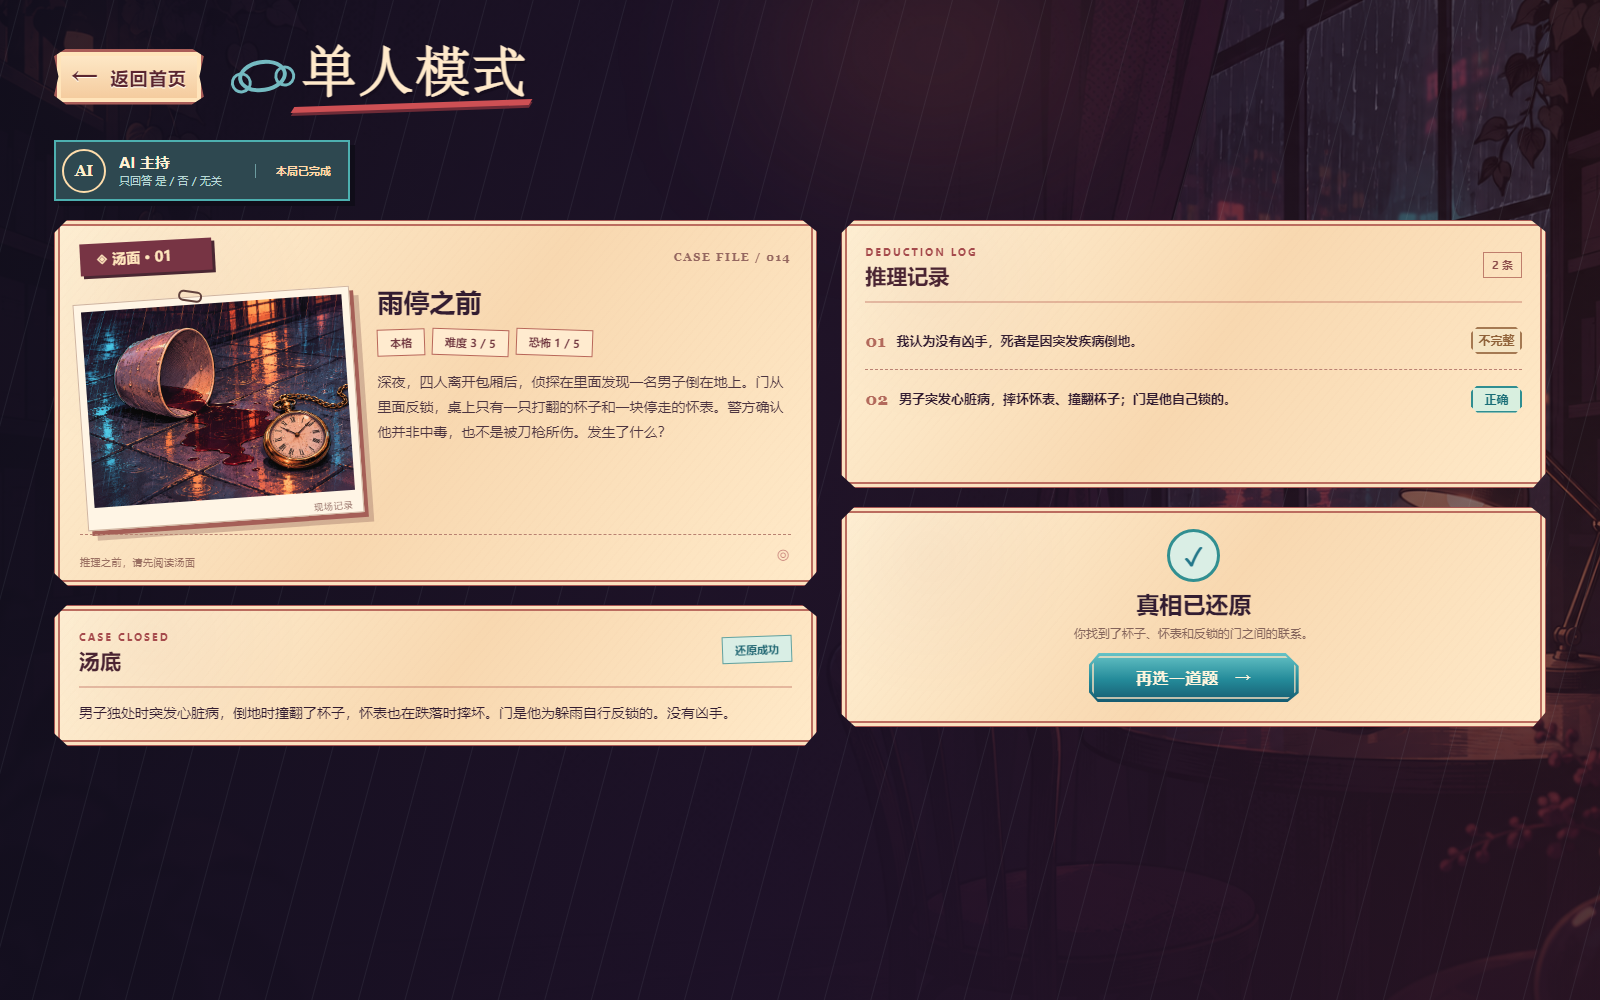 ← 返回首页
单人模式
AI
AI 主持
只回答 是 / 否 / 无关
本局已完成
◈ 汤面 • 01
CASE FILE / 014
雨停之前
本格
难度 3 / 5
恐怖 1 / 5
深夜，四人离开包厢后，侦探在里面发现一名男子倒在地上。门从
里面反锁，桌上只有一只打翻的杯子和一块停走的怀表。警方确认
他并非中毒，也不是被刀枪所伤。发生了什么？
现场记录
推理之前，请先阅读汤面
CASE CLOSED
汤底
还原成功
男子独处时突发心脏病，倒地时撞翻了杯子，怀表也在跌落时摔坏。门是他为躲雨自行反锁的。没有凶手。
DEDUCTION LOG
推理记录
2 条
01 我认为没有凶手，死者是因突发疾病倒地。
不完整
02 男子突发心脏病，摔坏怀表、撞翻杯子；门是他自己锁的。
正确
真相已还原
你找到了杯子、怀表和反锁的门之间的联系。
再选一道题 →